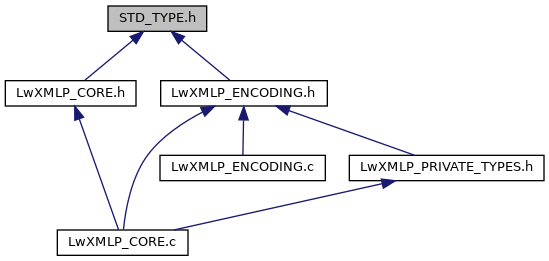 STD_TYPE.h
LwXMLP_CORE.h
LwXMLP_ENCODING.h
LwXMLP_ENCODING.c
LwXMLP_PRIVATE_TYPES.h
LwXMLP_CORE.c